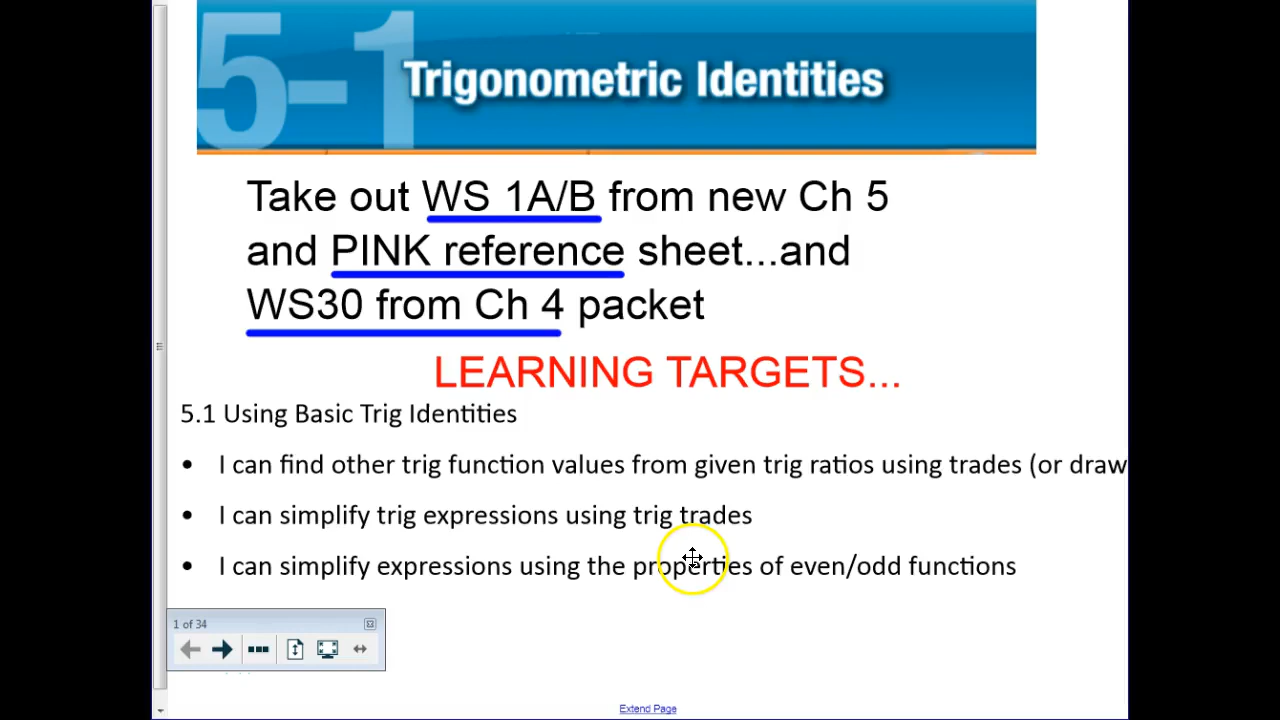 5-1 Trigonometric Identities
Take out WS 1A/B from new Ch 5
and PINK reference sheet...and
WS30 from Ch 4 packet
LEARNING TARGETS...
5.1 Using Basic Trig Identities
• I can find other trig function values from given trig ratios using trades (or draw
• I can simplify trig expressions using trig trades
• I can simplify expressions using the properties of even/odd functions
1 of 34
Extend Page